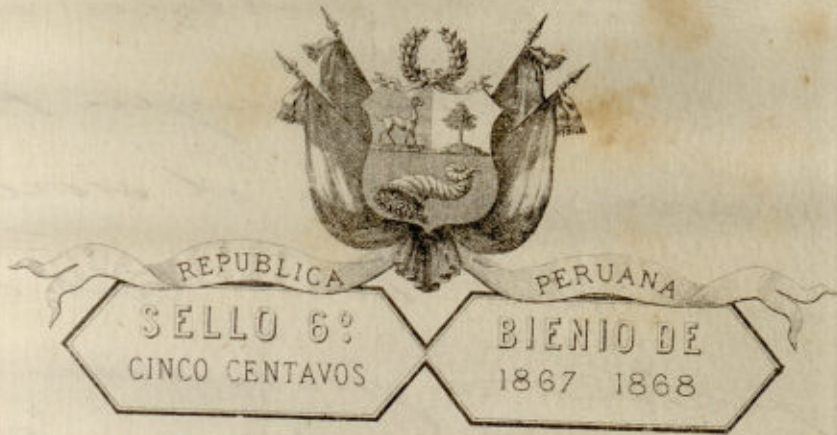 REPUBLICA PERUANA
SELLO 6º
CINCO CENTAVOS
BIENIO DE
1867 1868